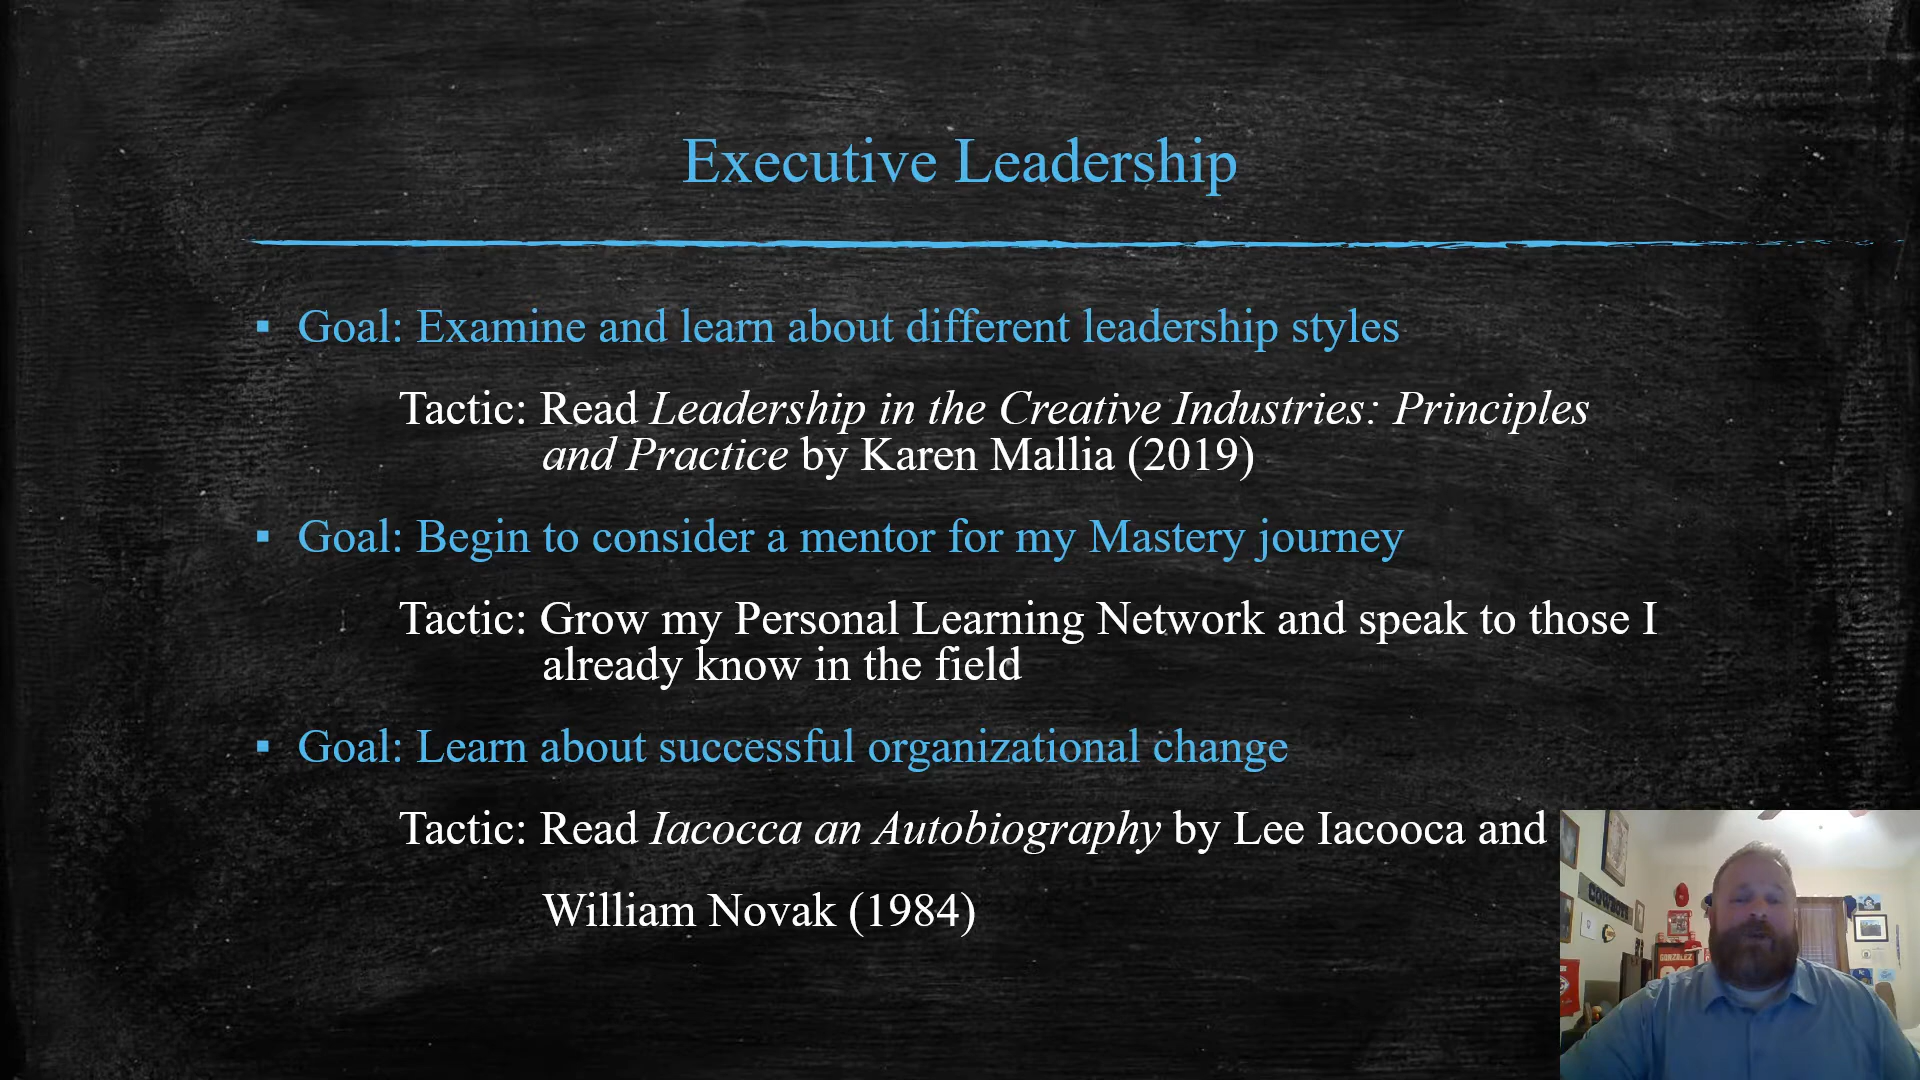 Executive Leadership
▪ Goal: Examine and learn about different leadership styles
Tactic: Read Leadership in the Creative Industries: Principles
and Practice by Karen Mallia (2019)
▪ Goal: Begin to consider a mentor for my Mastery journey
Tactic: Grow my Personal Learning Network and speak to those I
already know in the field
▪ Goal: Learn about successful organizational change
Tactic: Read Iacocca an Autobiography by Lee Iacooca and
William Novak (1984)
COWBOYS
GONZALEZ